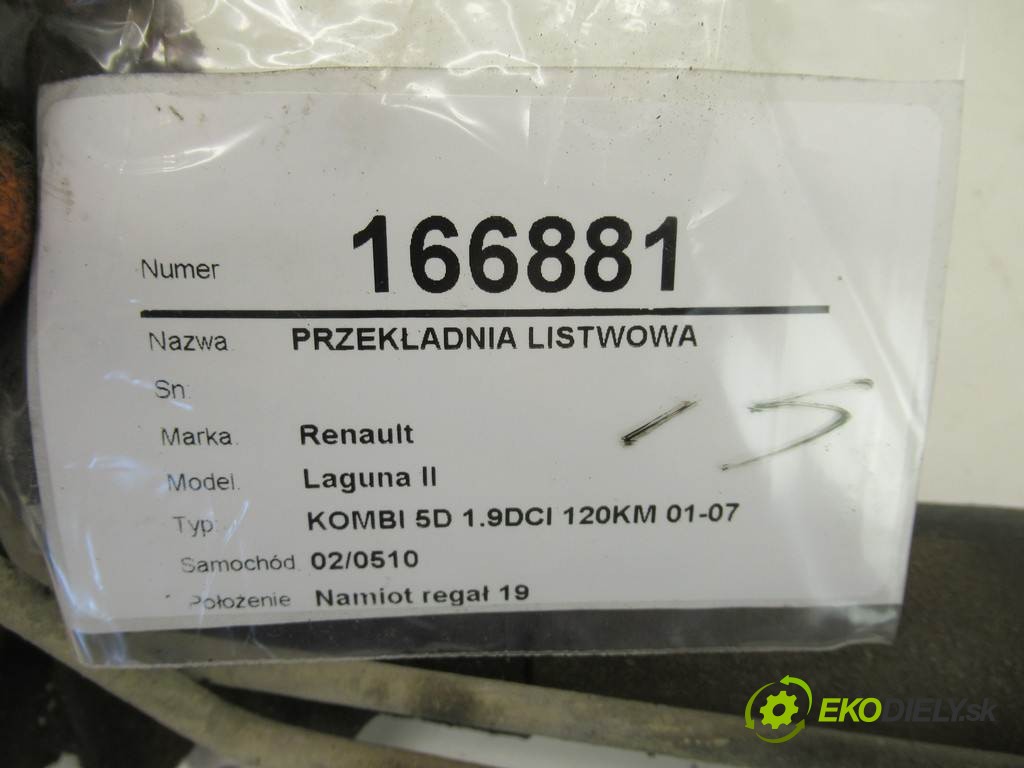 Numer 166881
Nazwa PRZEKŁADNIA LISTWOWA
Sn:
Marka. Renault
Model. Laguna II
Typ: KOMBI 5D 1.9DCI 120KM 01-07
Samochód 02/0510
Położenie Namiot regał 19
EKODIELY.sk